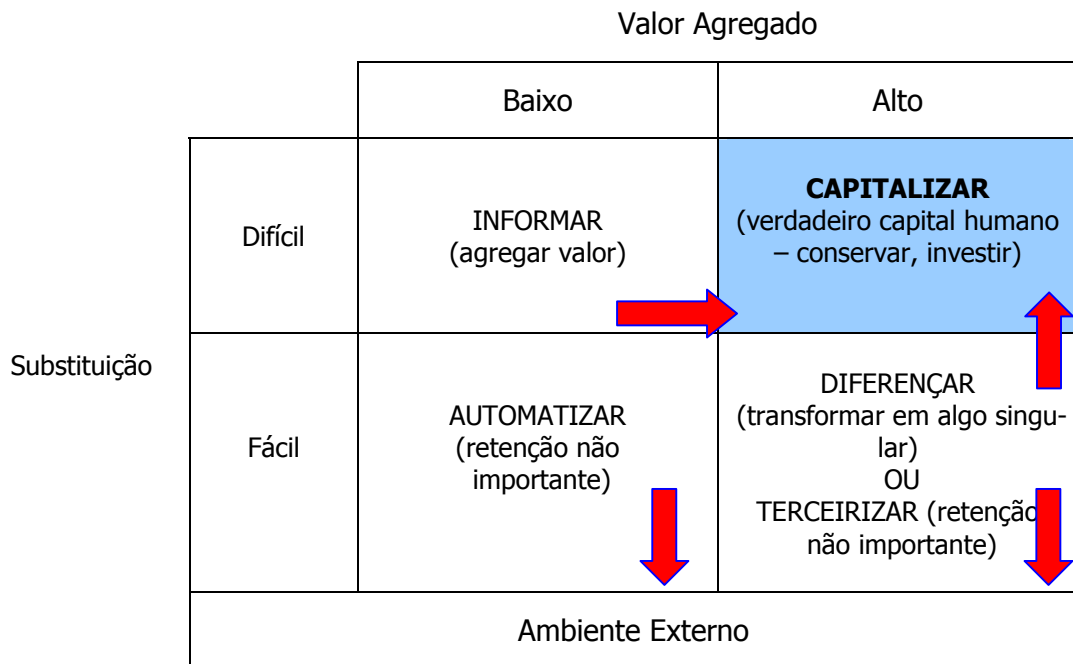 Valor Agregado
Baixo
Alto
Substituição
Difícil
INFORMAR
(agregar valor)
CAPITALIZAR
(verdadeiro capital humano
– conservar, investir)
Fácil
AUTOMATIZAR
(retenção não
importante)
DIFERENÇAR
(transformar em algo singu-
lar)
OU
TERCEIRIZAR (retenção
não importante)
Ambiente Externo